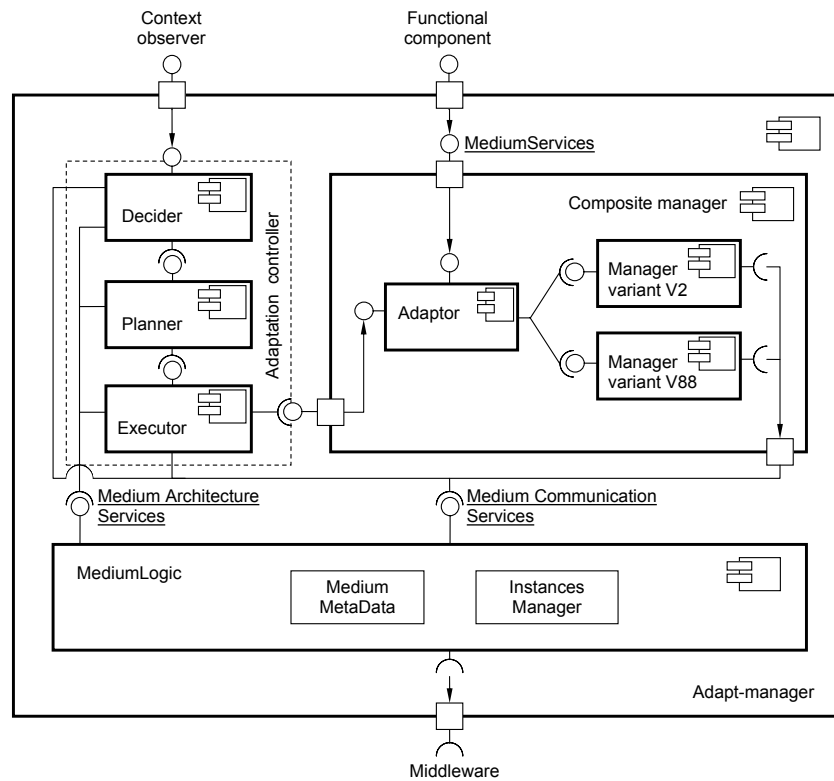 Context
observer
Functional
component
MediumServices
Composite manager
Decider
Planner
Executor
Adaptation controller
Adaptor
Manager
variant V2
Manager
variant V88
Medium Architecture
Services
Medium Communication
Services
MediumLogic
Medium
MetaData
Instances
Manager
Adapt-manager
Middleware